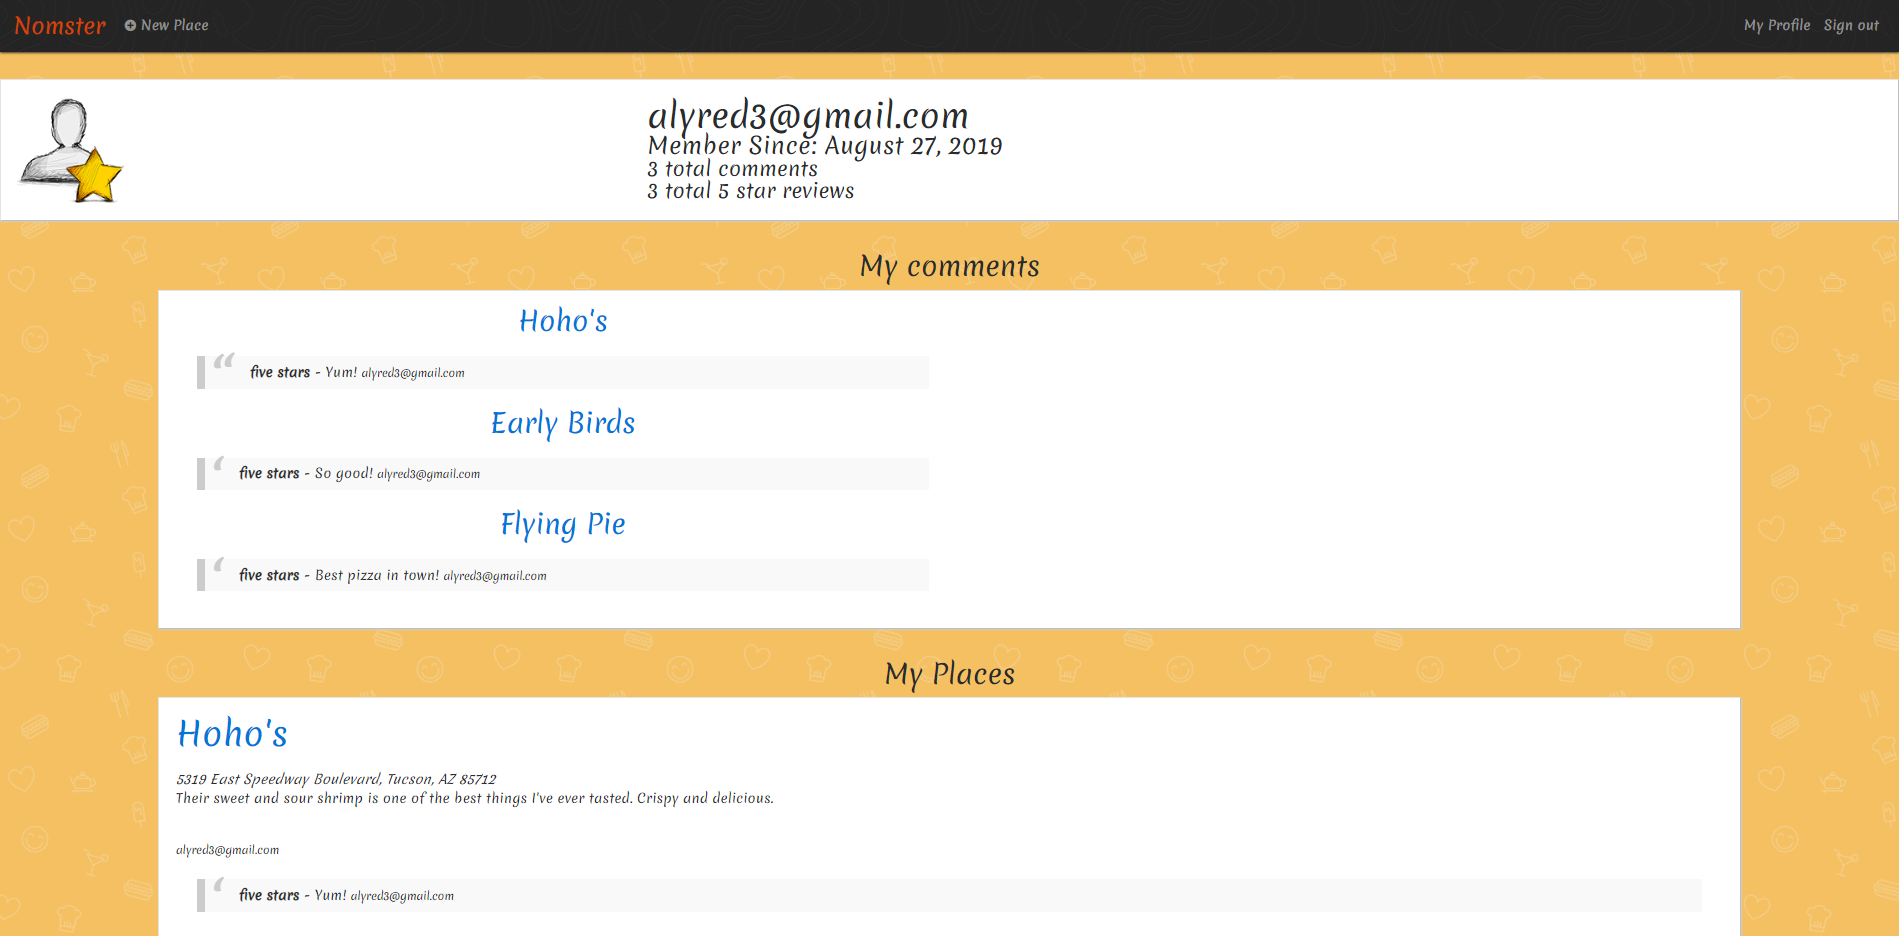 Nomster New Place My Profile Sign out
alyred3@gmail.com
Member Since: August 27, 2019
3 total comments
3 total 5 star reviews
My comments
Hoho's
“ five stars - Yum! alyred3@gmail.com
Early Birds
‘ five stars - So good! alyred3@gmail.com
Flying Pie
‘ five stars - Best pizza in town! alyred3@gmail.com
My Places
Hoho's
5319 East Speedway Boulevard, Tucson, AZ 85712
Their sweet and sour shrimp is one of the best things I've ever tasted. Crispy and delicious.
alyred3@gmail.com
‘ five stars - Yum! alyred3@gmail.com